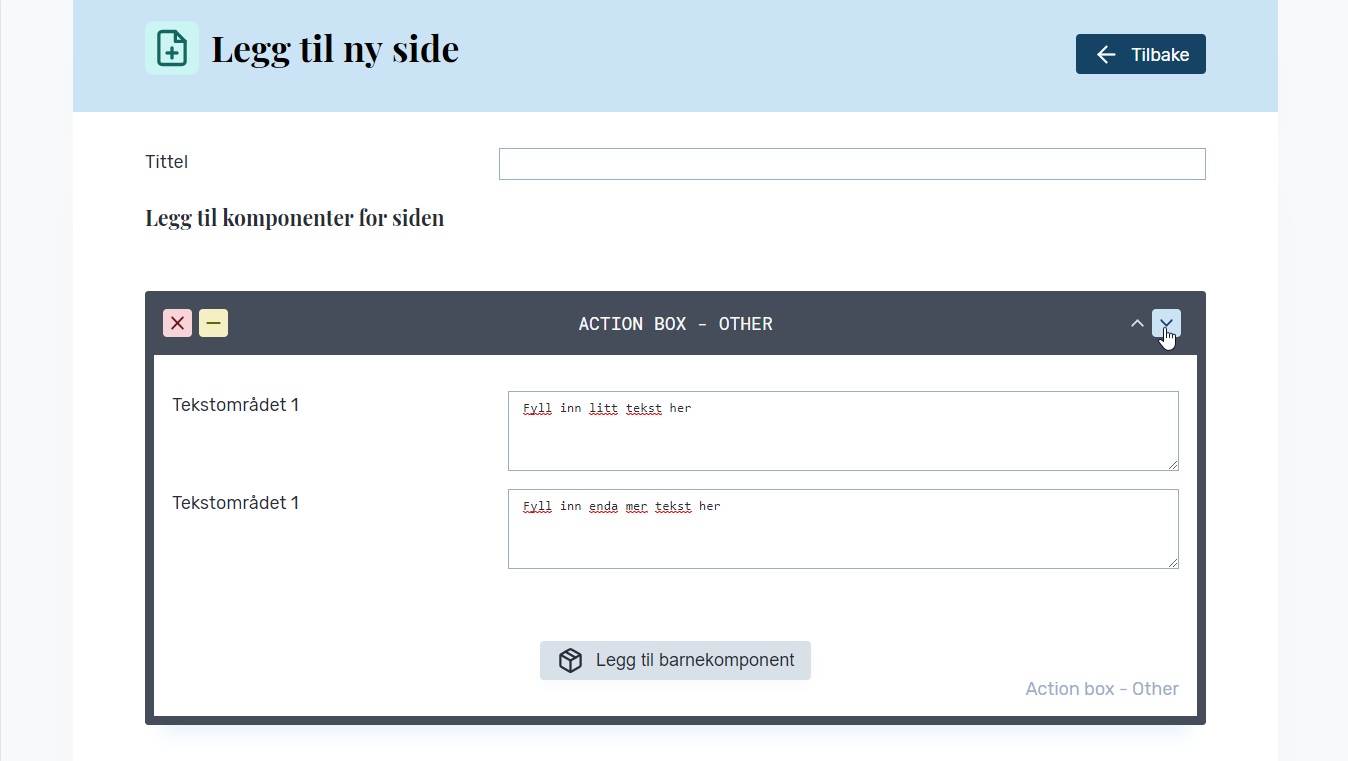 Legg til ny side
Tilbake
Tittel
Legg til komponenter for siden
ACTION BOX - OTHER
Tekstområdet 1
Fyll inn litt tekst her
Tekstområdet 1
Fyll inn enda mer tekst her
Legg til barnekomponent
Action box - Other